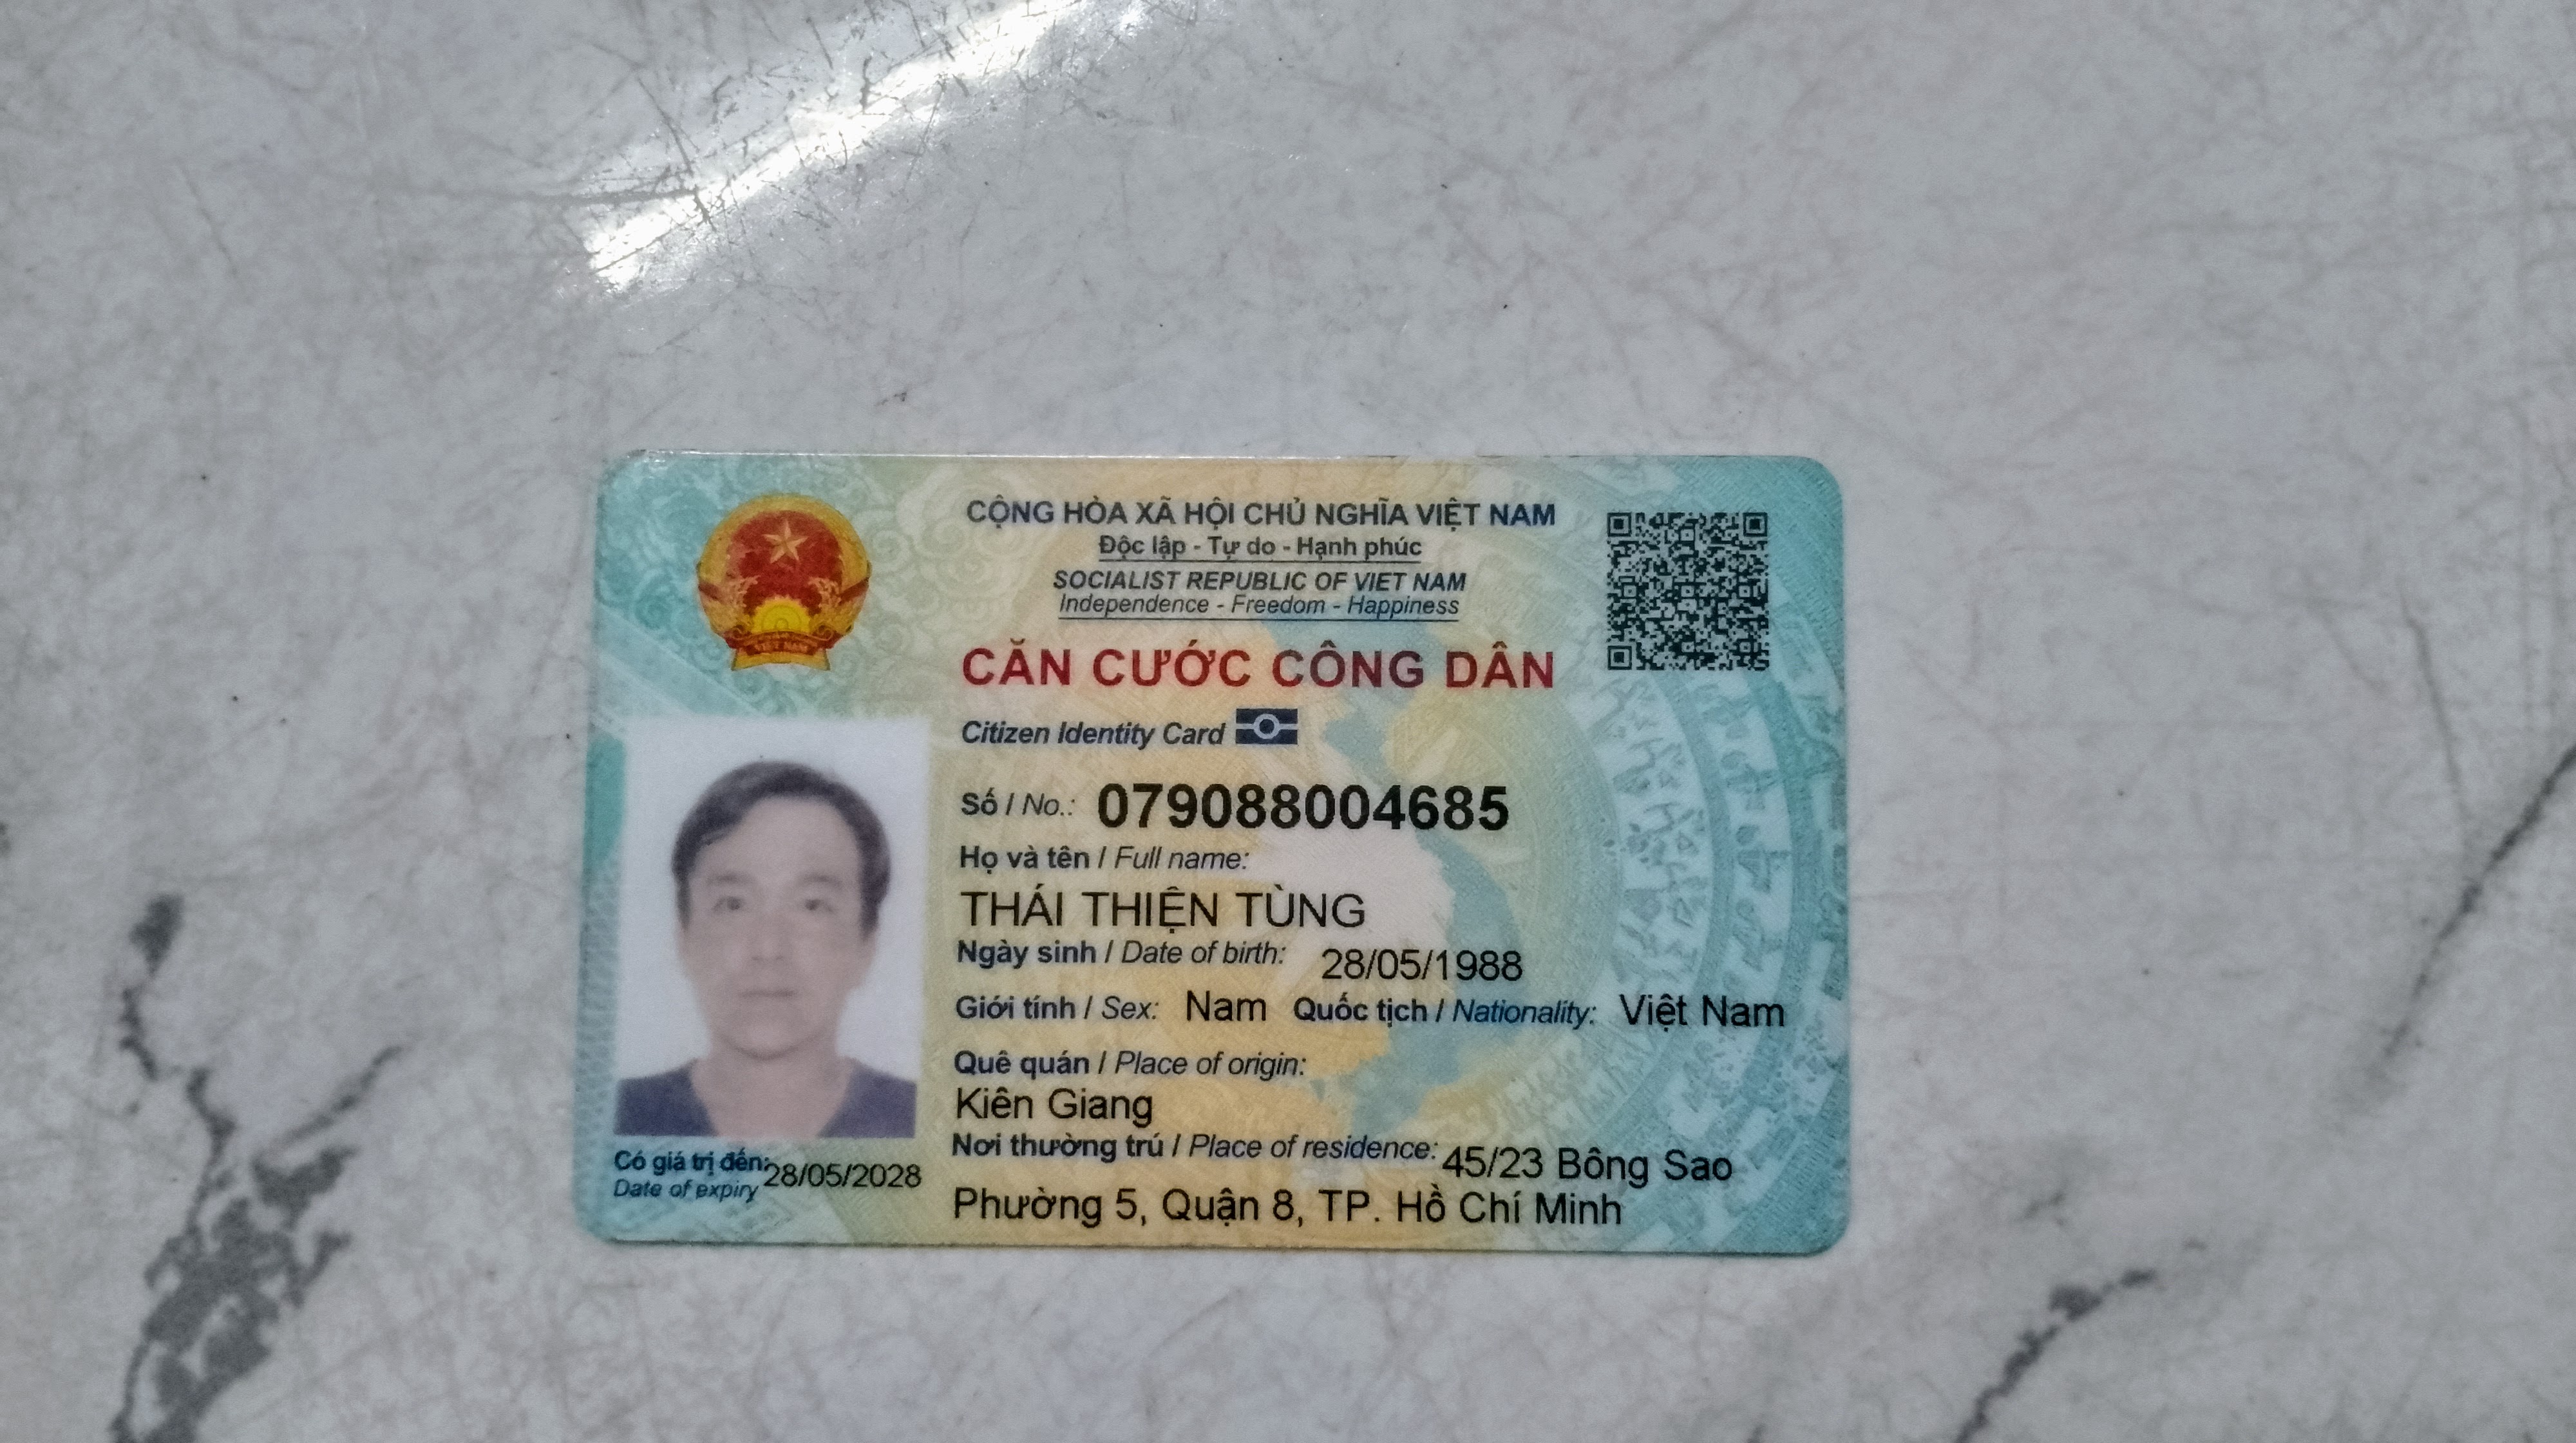 CỘNG HÒA XÃ HỘI CHỦ NGHĨA VIỆT NAM
Độc lập - Tự do - Hạnh phúc
SOCIALIST REPUBLIC OF VIET NAM
Independence - Freedom - Happiness
CĂN CƯỚC CÔNG DÂN
Citizen Identity Card
Số / No.: 079088004685
Họ và tên / Full name:
THÁI THIỆN TÙNG
Ngày sinh / Date of birth: 28/05/1988
Giới tính / Sex: Nam Quốc tịch / Nationality: Việt Nam
Quê quán / Place of origin:
Kiên Giang
Nơi thường trú / Place of residence: 45/23 Bông Sao
Phường 5, Quận 8, TP. Hồ Chí Minh
Có giá trị đến: 28/05/2028
Date of expiry
VIỆT NAM